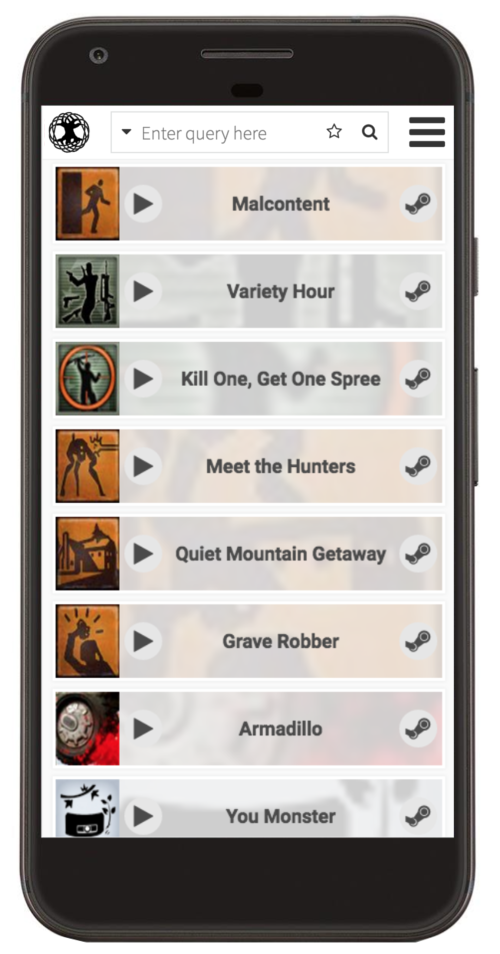 Enter query here
Malcontent
Variety Hour
Kill One, Get One Spree
Meet the Hunters
Quiet Mountain Getaway
Grave Robber
Armadillo
You Monster